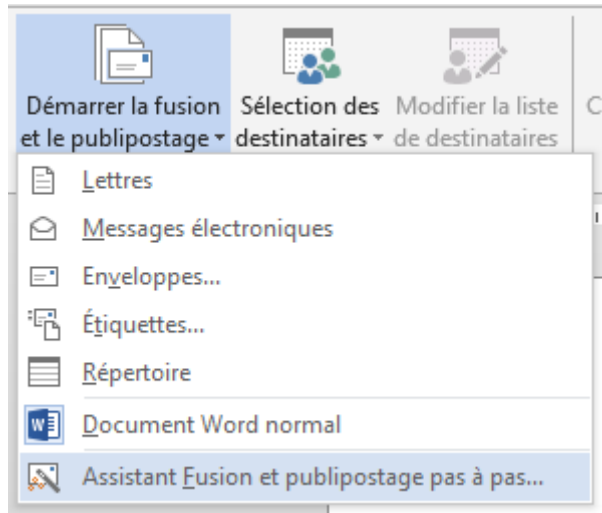 Démarrer la fusion
et le publipostage
Sélection des
destinataires
Modifier la liste
de destinataires
C
Lettres
Messages électroniques
Enveloppes...
Étiquettes...
Répertoire
Document Word normal
Assistant Fusion et publipostage pas à pas...